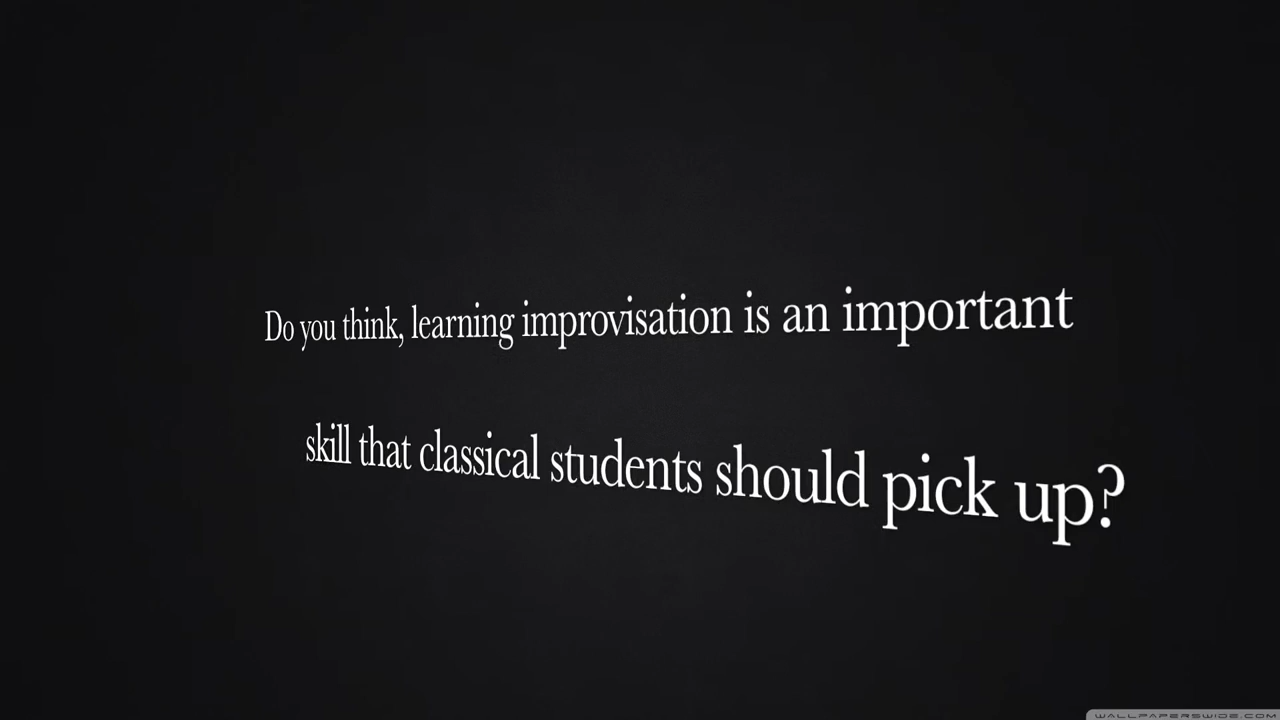 Do you think, learning improvisation is an important
skill that classical students should pick up?
WALLPAPERSWIDE.COM